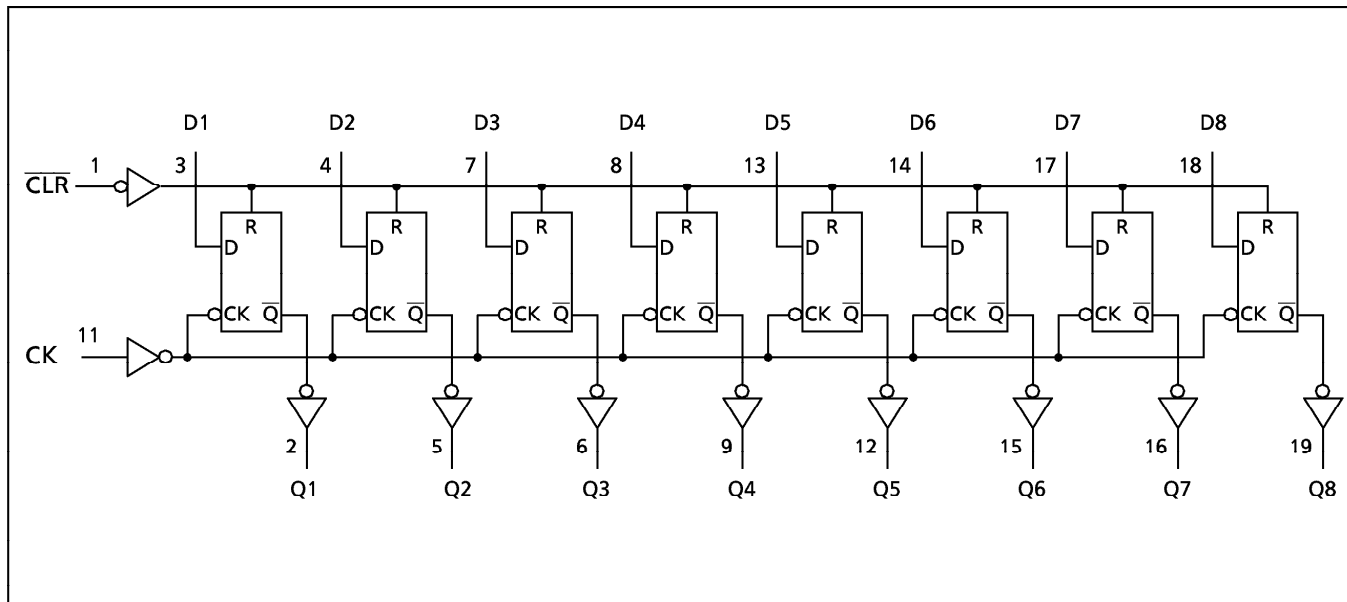 D1 D2 D3 D4 D5 D6 D7 D8
C̅L̅R̅ 1 3 4 7 8 13 14 17 18
R R R R R R R R
D D D D D D D D
CK Q̅ CK Q̅ CK Q̅ CK Q̅ CK Q̅ CK Q̅ CK Q̅ CK Q̅
CK 11
2 5 6 9 12 15 16 19
Q1 Q2 Q3 Q4 Q5 Q6 Q7 Q8